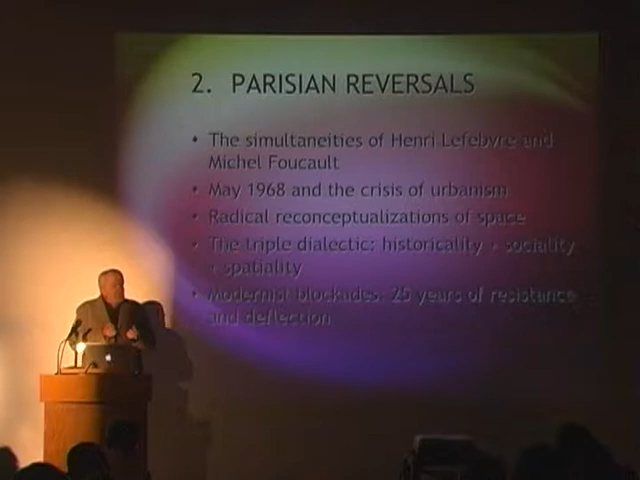 2. PARISIAN REVERSALS
• The simultaneities of Henri Lefebvre and
Michel Foucault
• May 1968 and the crisis of urbanism
• Radical reconceptualizations of space
• The triple dialectic: historicality - sociality
- spatiality
• Modernist blockades: 25 years of resistance
and deflection